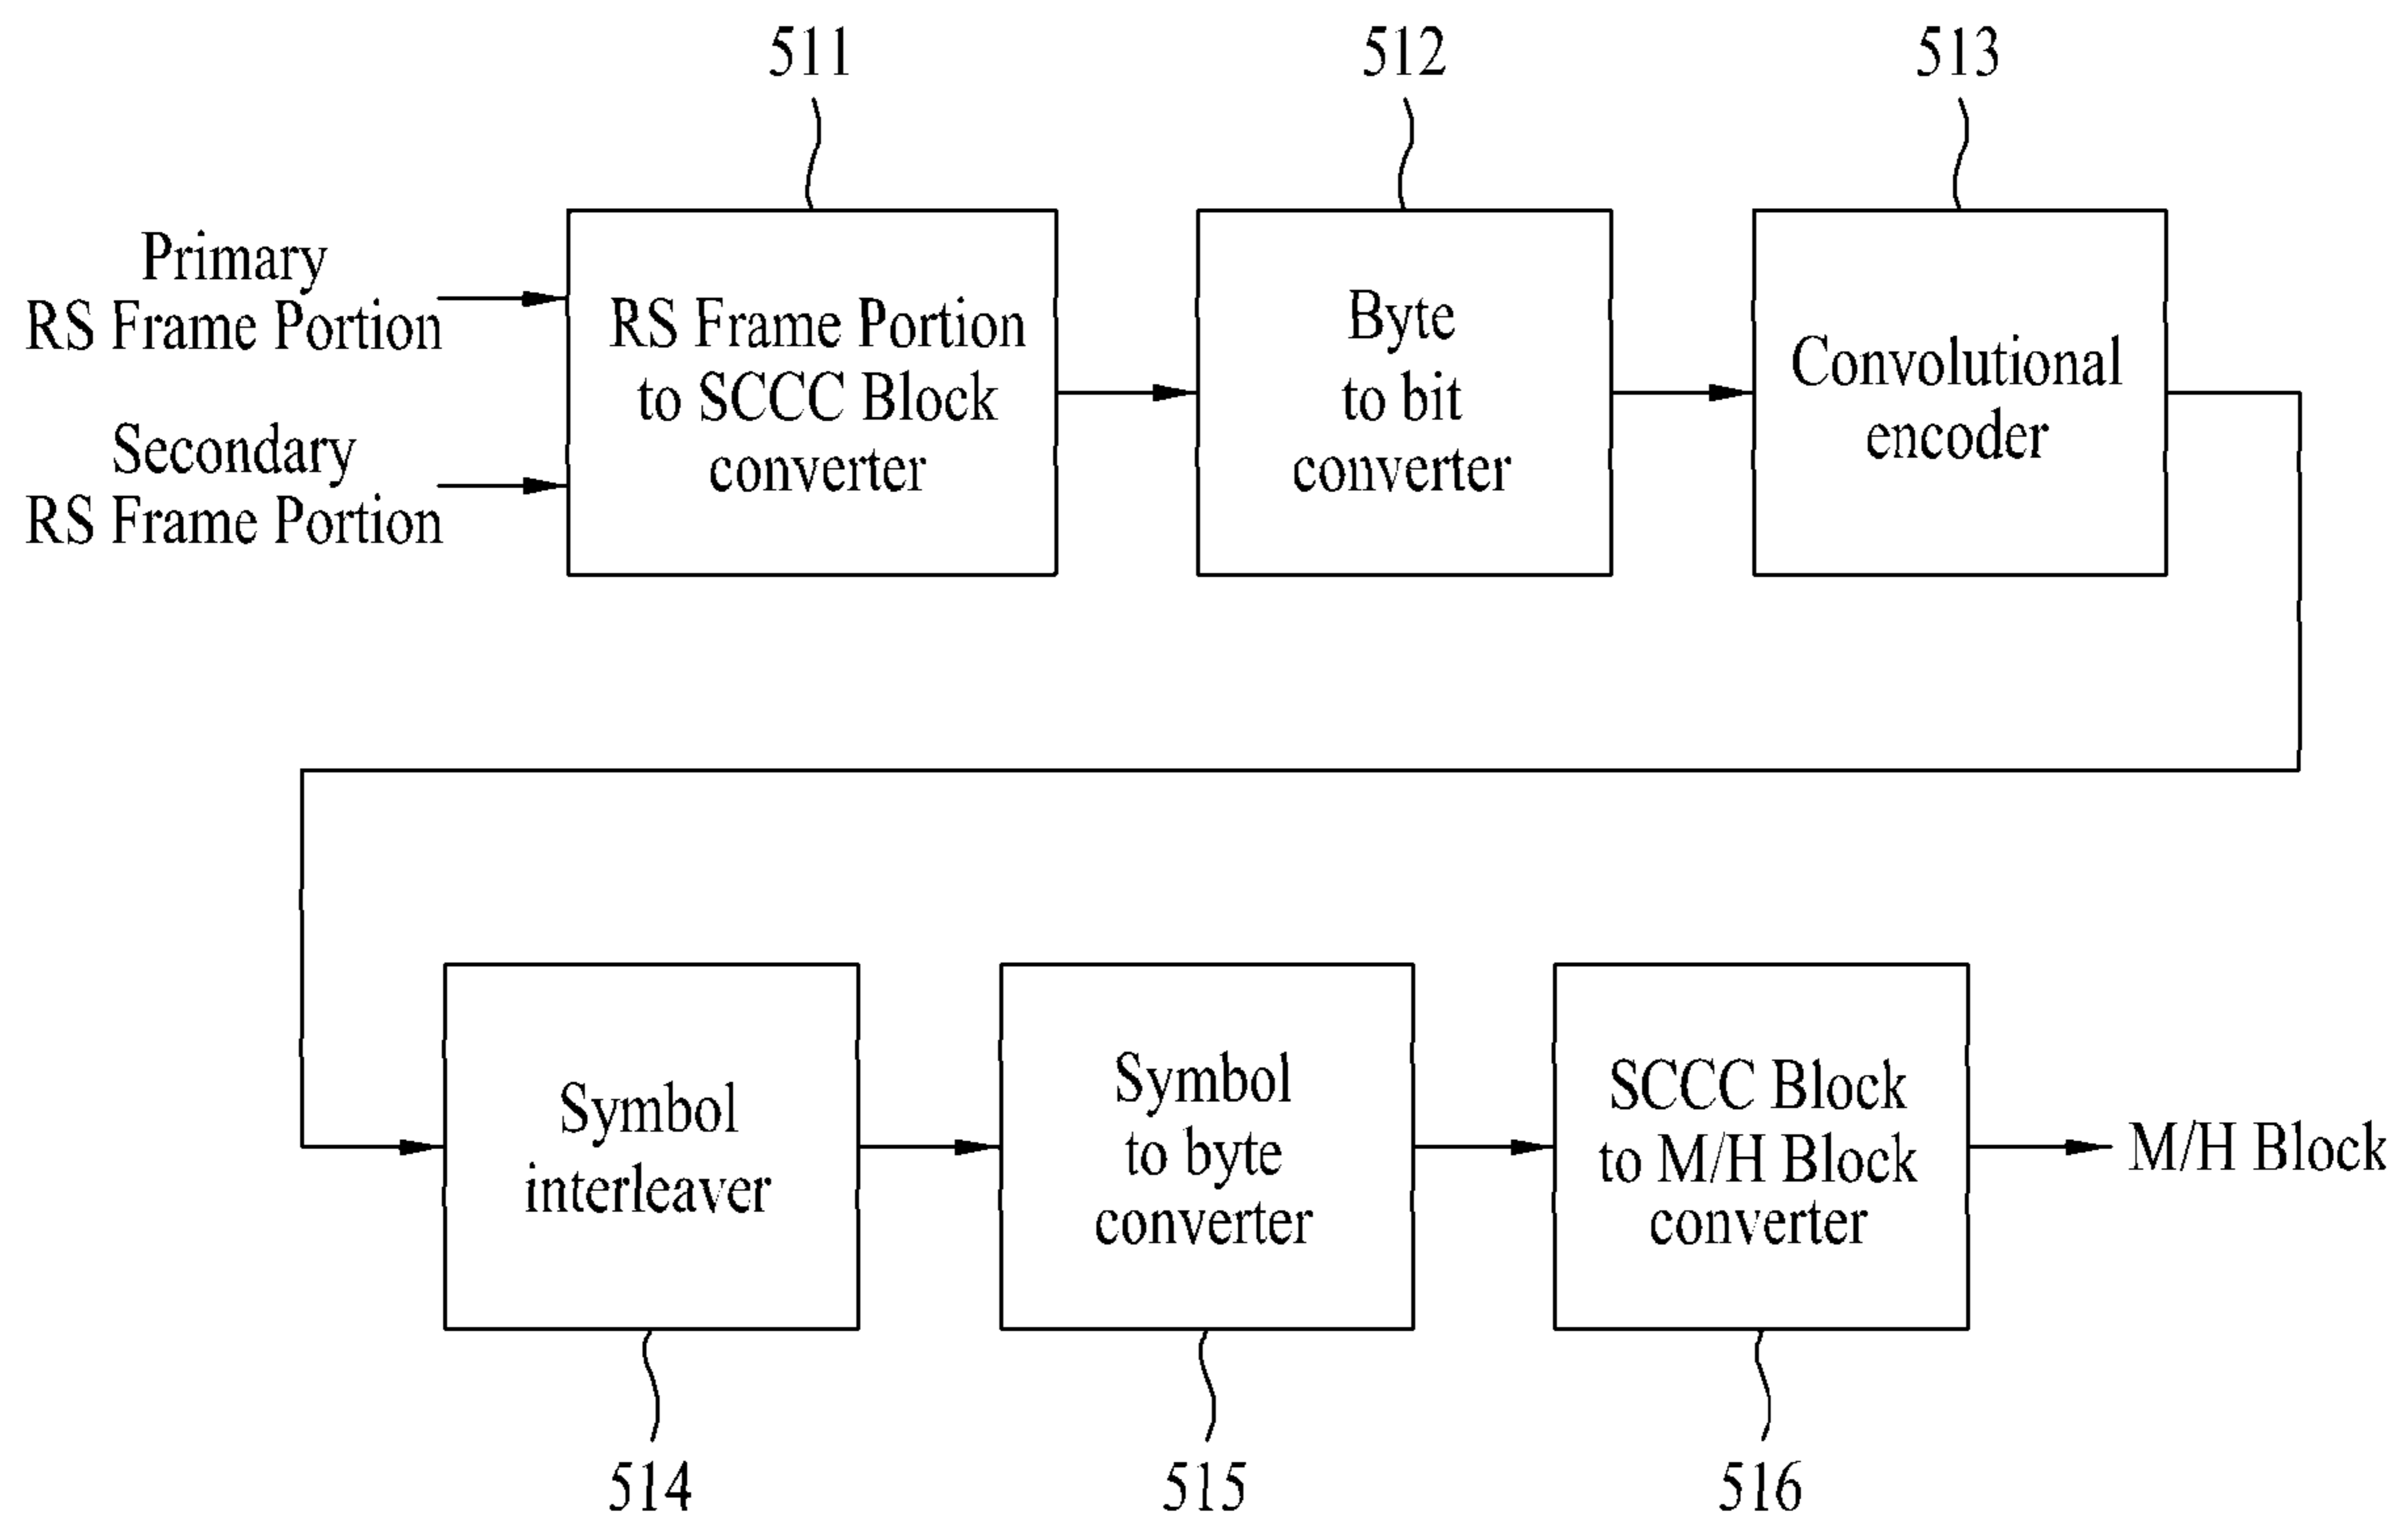 511
512
513
Primary
RS Frame Portion
Secondary
RS Frame Portion
RS Frame Portion
to SCCC Block
converter
Byte
to bit
converter
Convolutional
encoder
Symbol
interleaver
Symbol
to byte
converter
SCCC Block
to M/H Block
converter
M/H Block
514
515
516